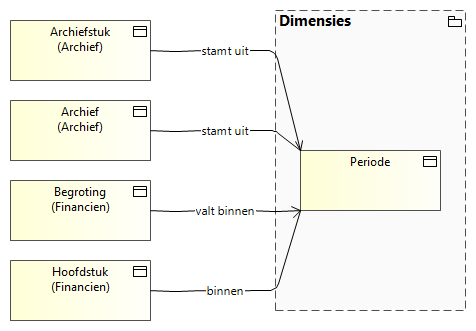 Dimensies
Archiefstuk
(Archief)
stamt uit
Archief
(Archief)
stamt uit
Periode
Begroting
(Financien)
valt binnen
Hoofdstuk
(Financien)
binnen